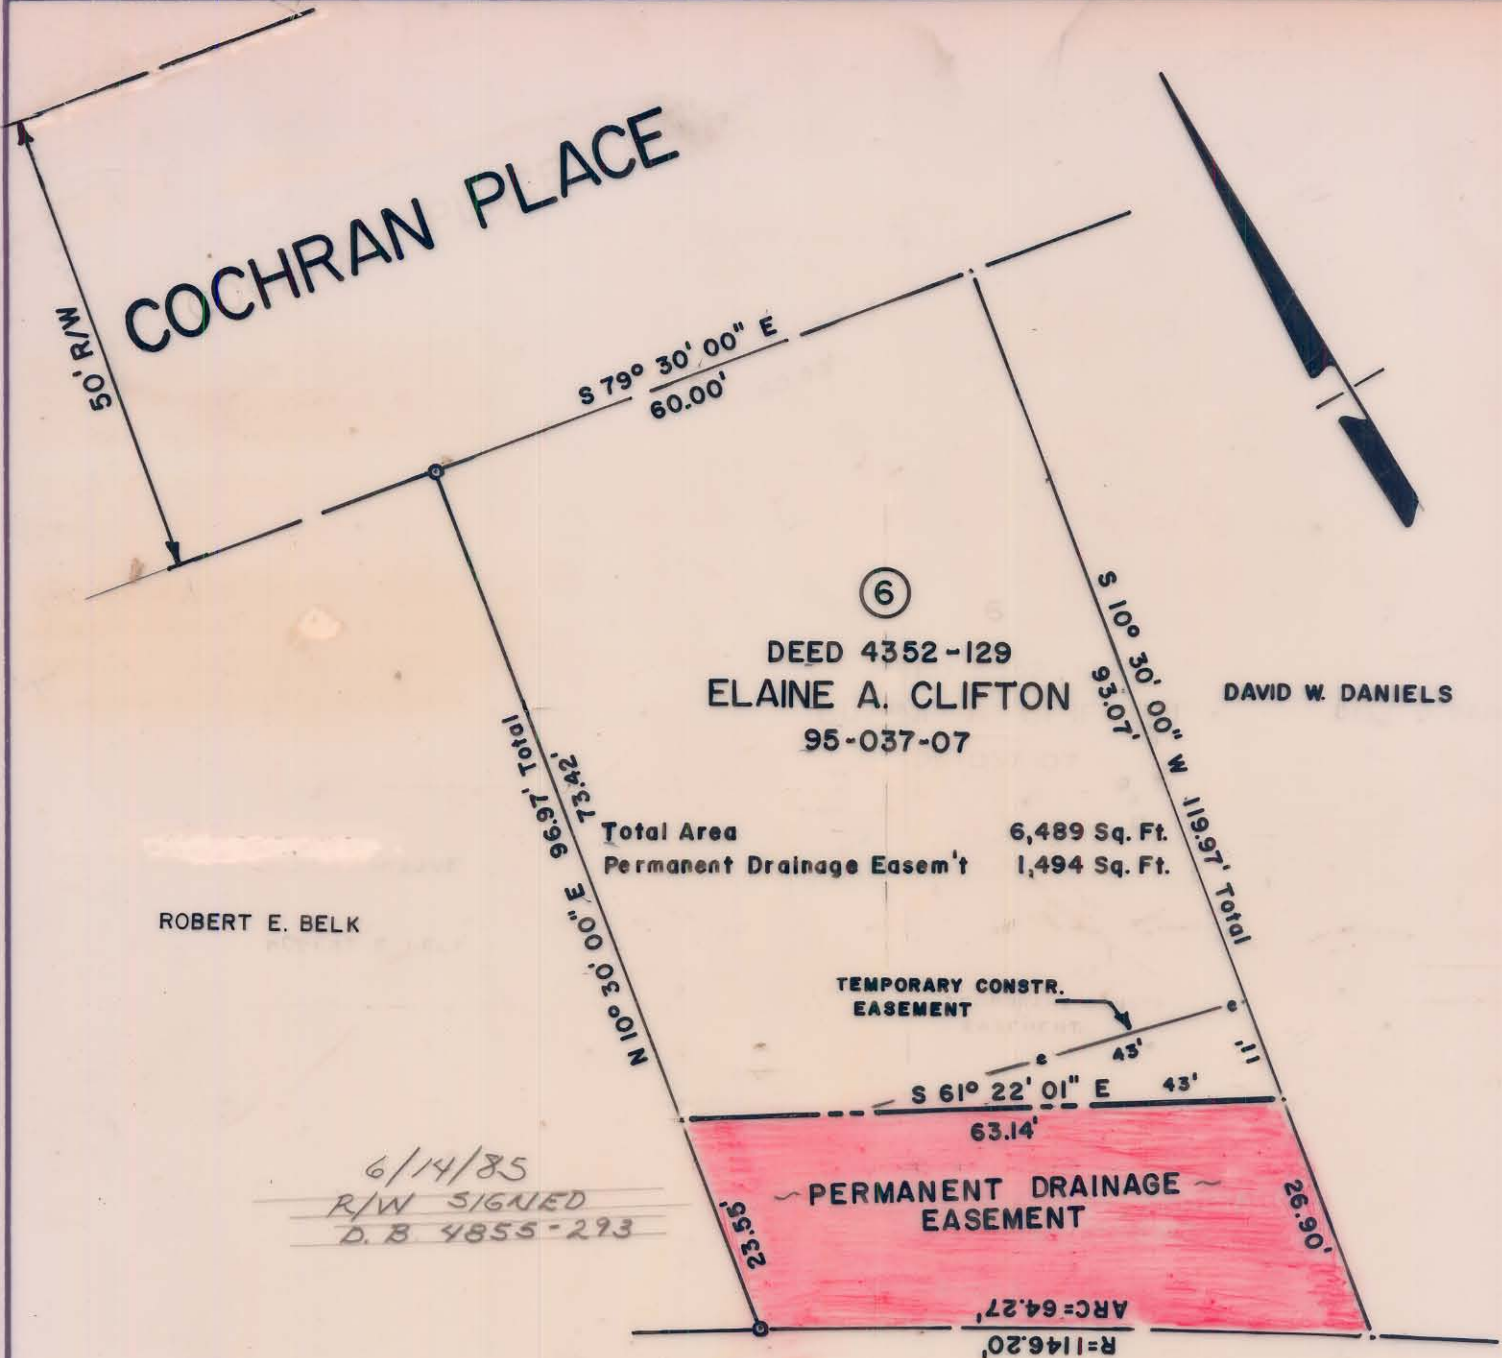 COCHRAN PLACE
50' R/W
S 79° 30' 00" E
60.00'
6
DEED 4352-129
ELAINE A. CLIFTON
95-037-07
S 10° 30' 00" W 119.97' Total
93.07'
DAVID W. DANIELS
N 10° 30' 00" E 96.97' Total
73.42'
Total Area 6,489 Sq. Ft.
Permanent Drainage Easem't 1,494 Sq. Ft.
ROBERT E. BELK
TEMPORARY CONSTR.
EASEMENT
e e
43'
11'
S 61° 22' 01" E 43'
63.14'
6/14/85
R/W SIGNED
D.B. 4855-293
~PERMANENT DRAINAGE~
EASEMENT
23.55'
26.90'
ARC=64.27'
R=1146.20'